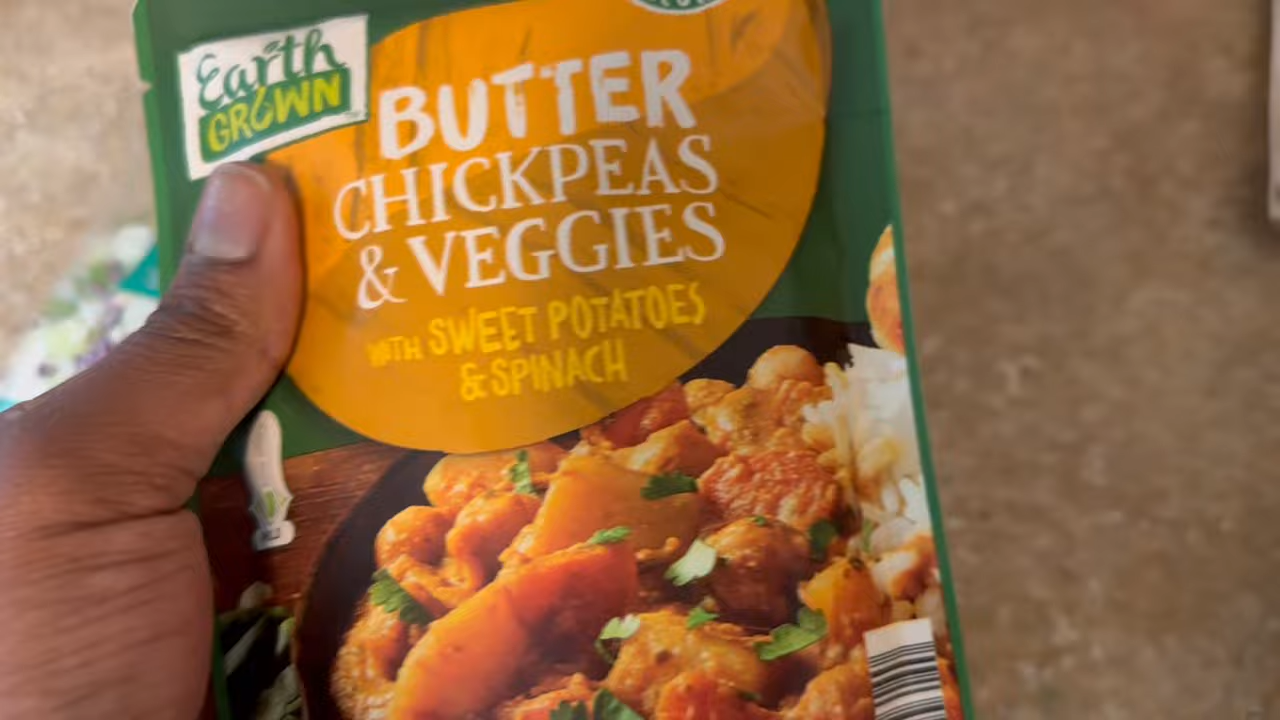 Earth
GROWN
BUTTER
CHICKPEAS
& VEGGIES
WITH SWEET POTATOES
& SPINACH